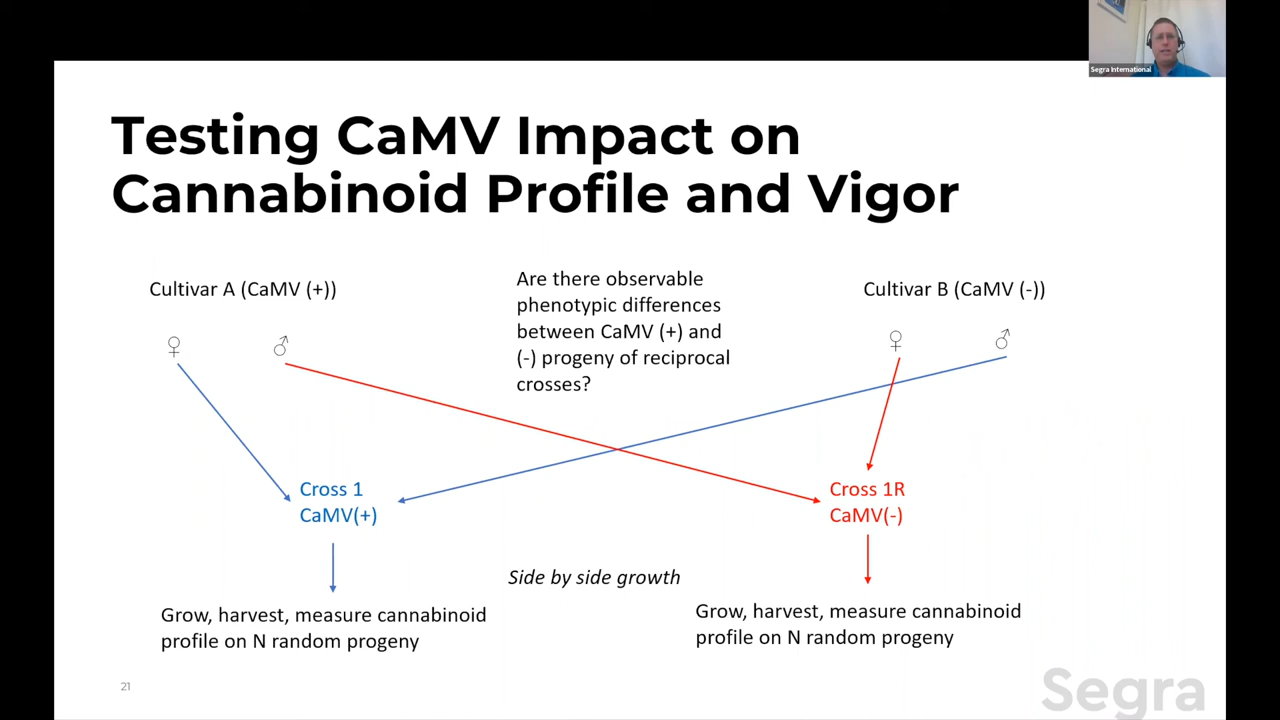 Segra International
Testing CaMV Impact on
Cannabinoid Profile and Vigor
Cultivar A (CaMV (+))
Are there observable
phenotypic differences
between CaMV (+) and
(-) progeny of reciprocal
crosses?
Cultivar B (CaMV (-))
♀ ♂
♀ ♂
Cross 1
CaMV(+)
Cross 1R
CaMV(-)
Side by side growth
Grow, harvest, measure cannabinoid
profile on N random progeny
Grow, harvest, measure cannabinoid
profile on N random progeny
21
Segra